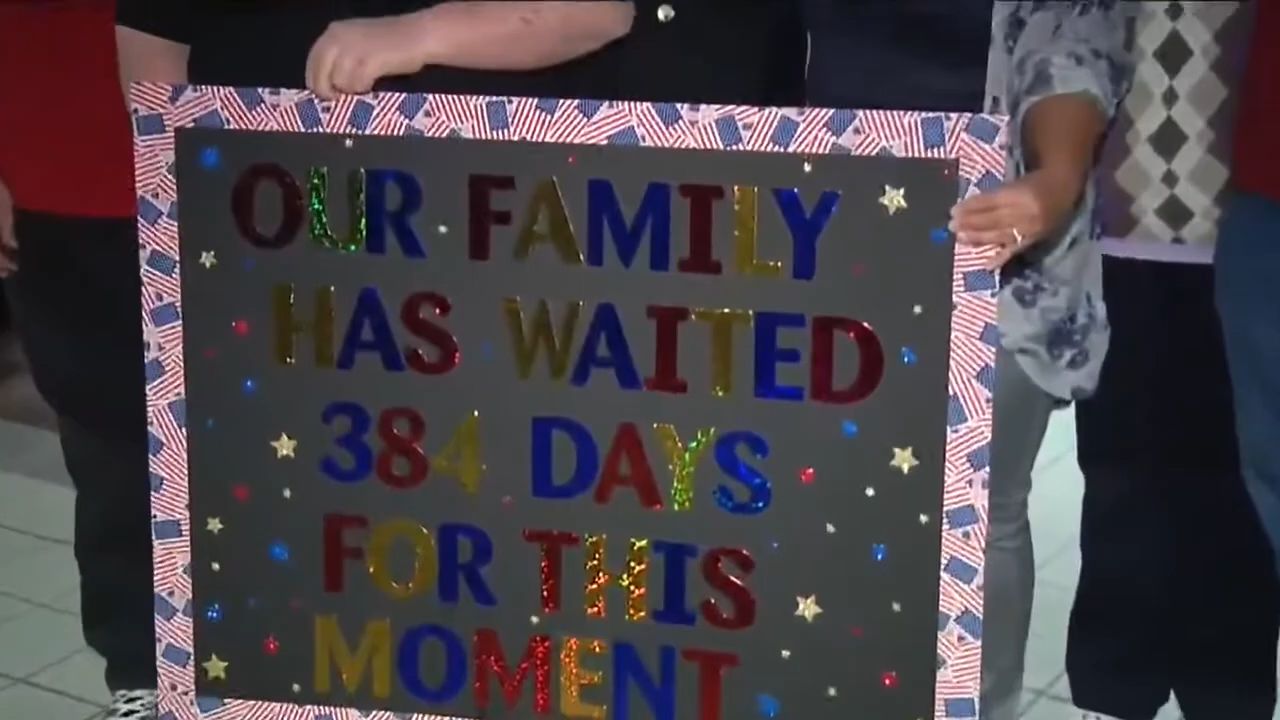 OUR FAMILY
HAS WAITED
384 DAYS
FOR THIS
MOMENT